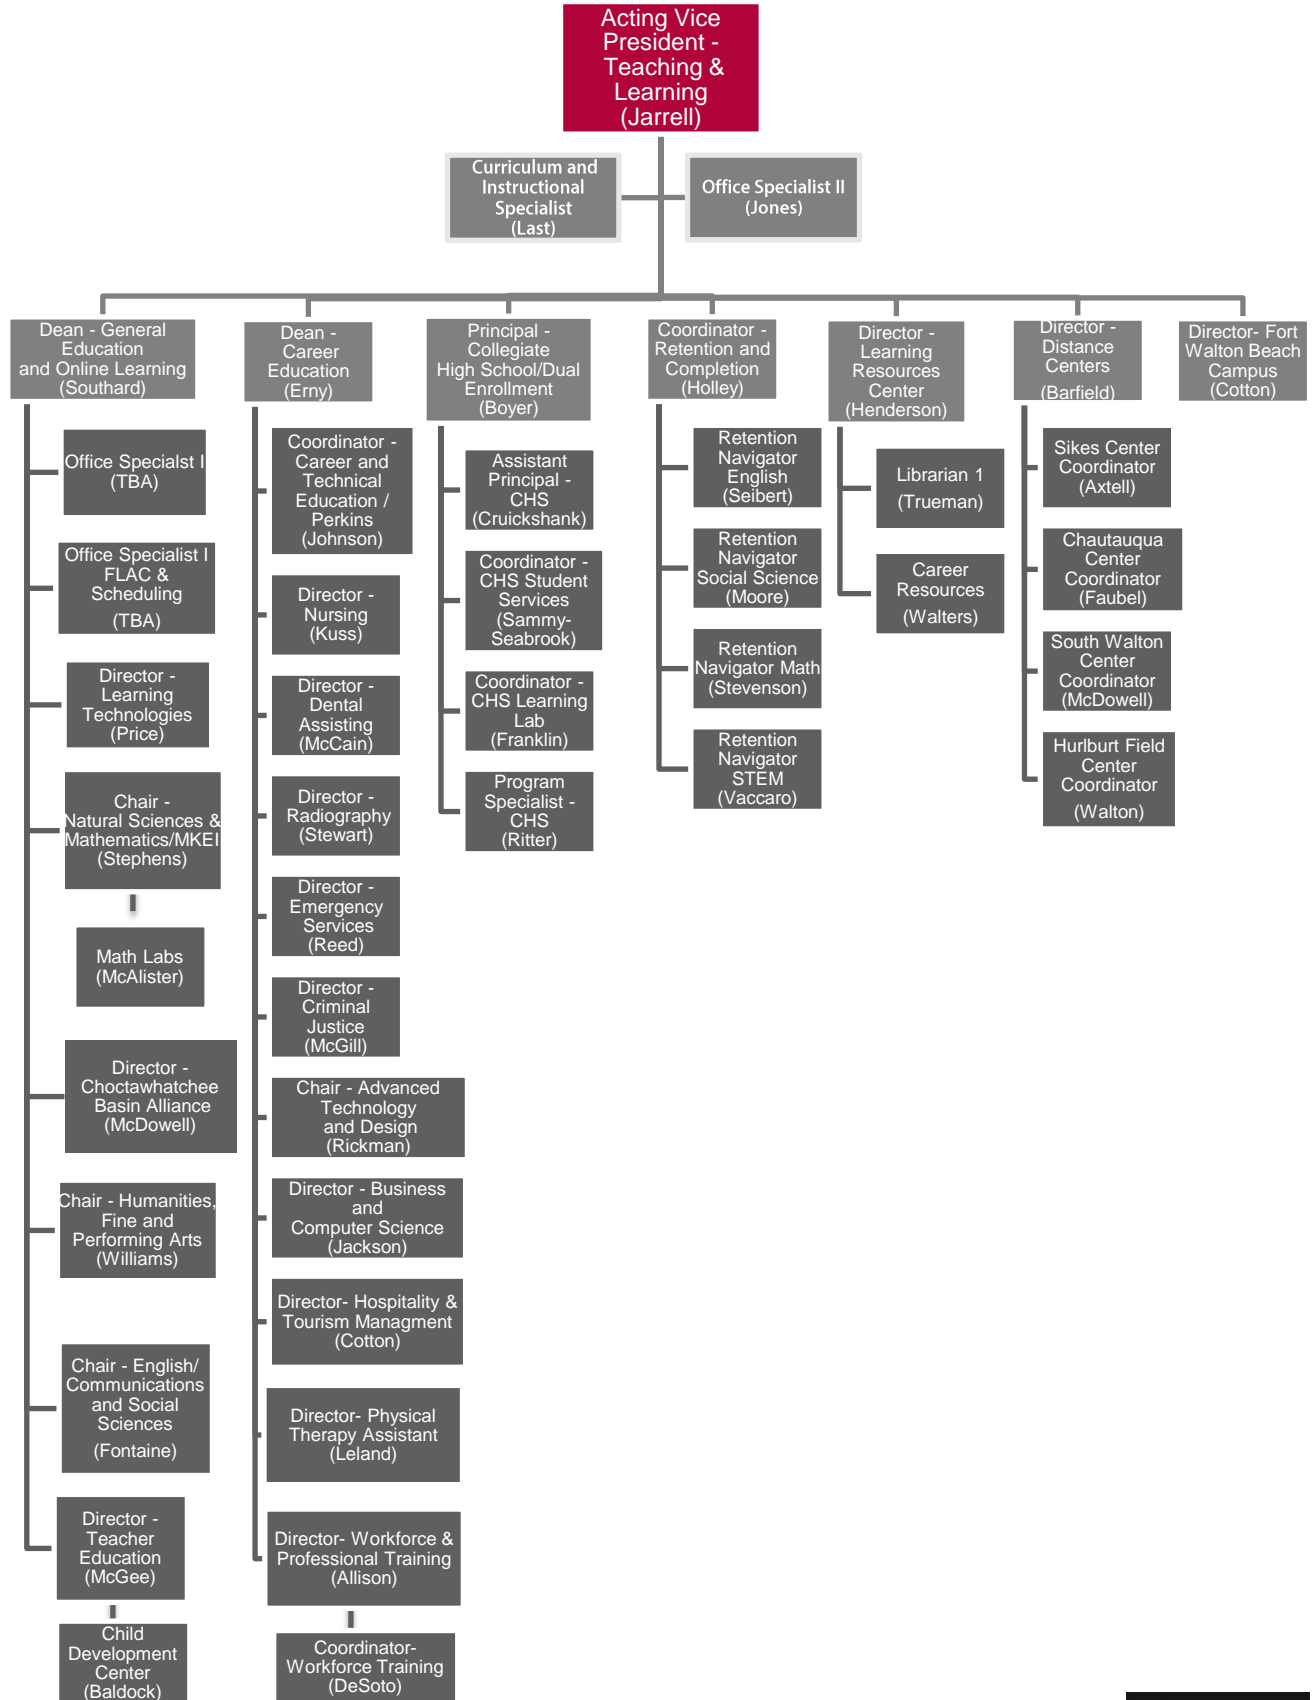 Acting Vice
President -
Teaching &
Learning
(Jarrell)
Curriculum and
Instructional
Specialist
(Last)
Office Specialist II
(Jones)
Dean - General
Education
and Online Learning
(Southard)
Office Specialst I
(TBA)
Office Specialist I
FLAC &
Scheduling
(TBA)
Director -
Learning
Technologies
(Price)
Chair -
Natural Sciences &
Mathematics/MKEI
(Stephens)
Math Labs
(McAlister)
Director -
Choctawhatchee
Basin Alliance
(McDowell)
Chair - Humanities,
Fine and
Performing Arts
(Williams)
Chair - English/
Communications
and Social
Sciences
(Fontaine)
Director -
Teacher
Education
(McGee)
Child
Development
Center
(Baldock)
Dean -
Career
Education
(Erny)
Coordinator -
Career and
Technical
Education /
Perkins
(Johnson)
Director -
Nursing
(Kuss)
Director -
Dental
Assisting
(McCain)
Director -
Radiography
(Stewart)
Director -
Emergency
Services
(Reed)
Director -
Criminal
Justice
(McGill)
Chair - Advanced
Technology
and Design
(Rickman)
Director - Business
and
Computer Science
(Jackson)
Director- Hospitality &
Tourism Managment
(Cotton)
Director- Physical
Therapy Assistant
(Leland)
Director- Workforce &
Professional Training
(Allison)
Coordinator-
Workforce Training
(DeSoto)
Principal -
Collegiate
High School/Dual
Enrollment
(Boyer)
Assistant
Principal -
CHS
(Cruickshank)
Coordinator -
CHS Student
Services
(Sammy-
Seabrook)
Coordinator -
CHS Learning
Lab
(Franklin)
Program
Specialist -
CHS
(Ritter)
Coordinator -
Retention and
Completion
(Holley)
Retention
Navigator
English
(Seibert)
Retention
Navigator
Social Science
(Moore)
Retention
Navigator Math
(Stevenson)
Retention
Navigator
STEM
(Vaccaro)
Director -
Learning
Resources
Center
(Henderson)
Librarian 1
(Trueman)
Career
Resources
(Walters)
Director -
Distance
Centers
(Barfield)
Sikes Center
Coordinator
(Axtell)
Chautauqua
Center
Coordinator
(Faubel)
South Walton
Center
Coordinator
(McDowell)
Hurlburt Field
Center
Coordinator
(Walton)
Director- Fort
Walton Beach
Campus
(Cotton)